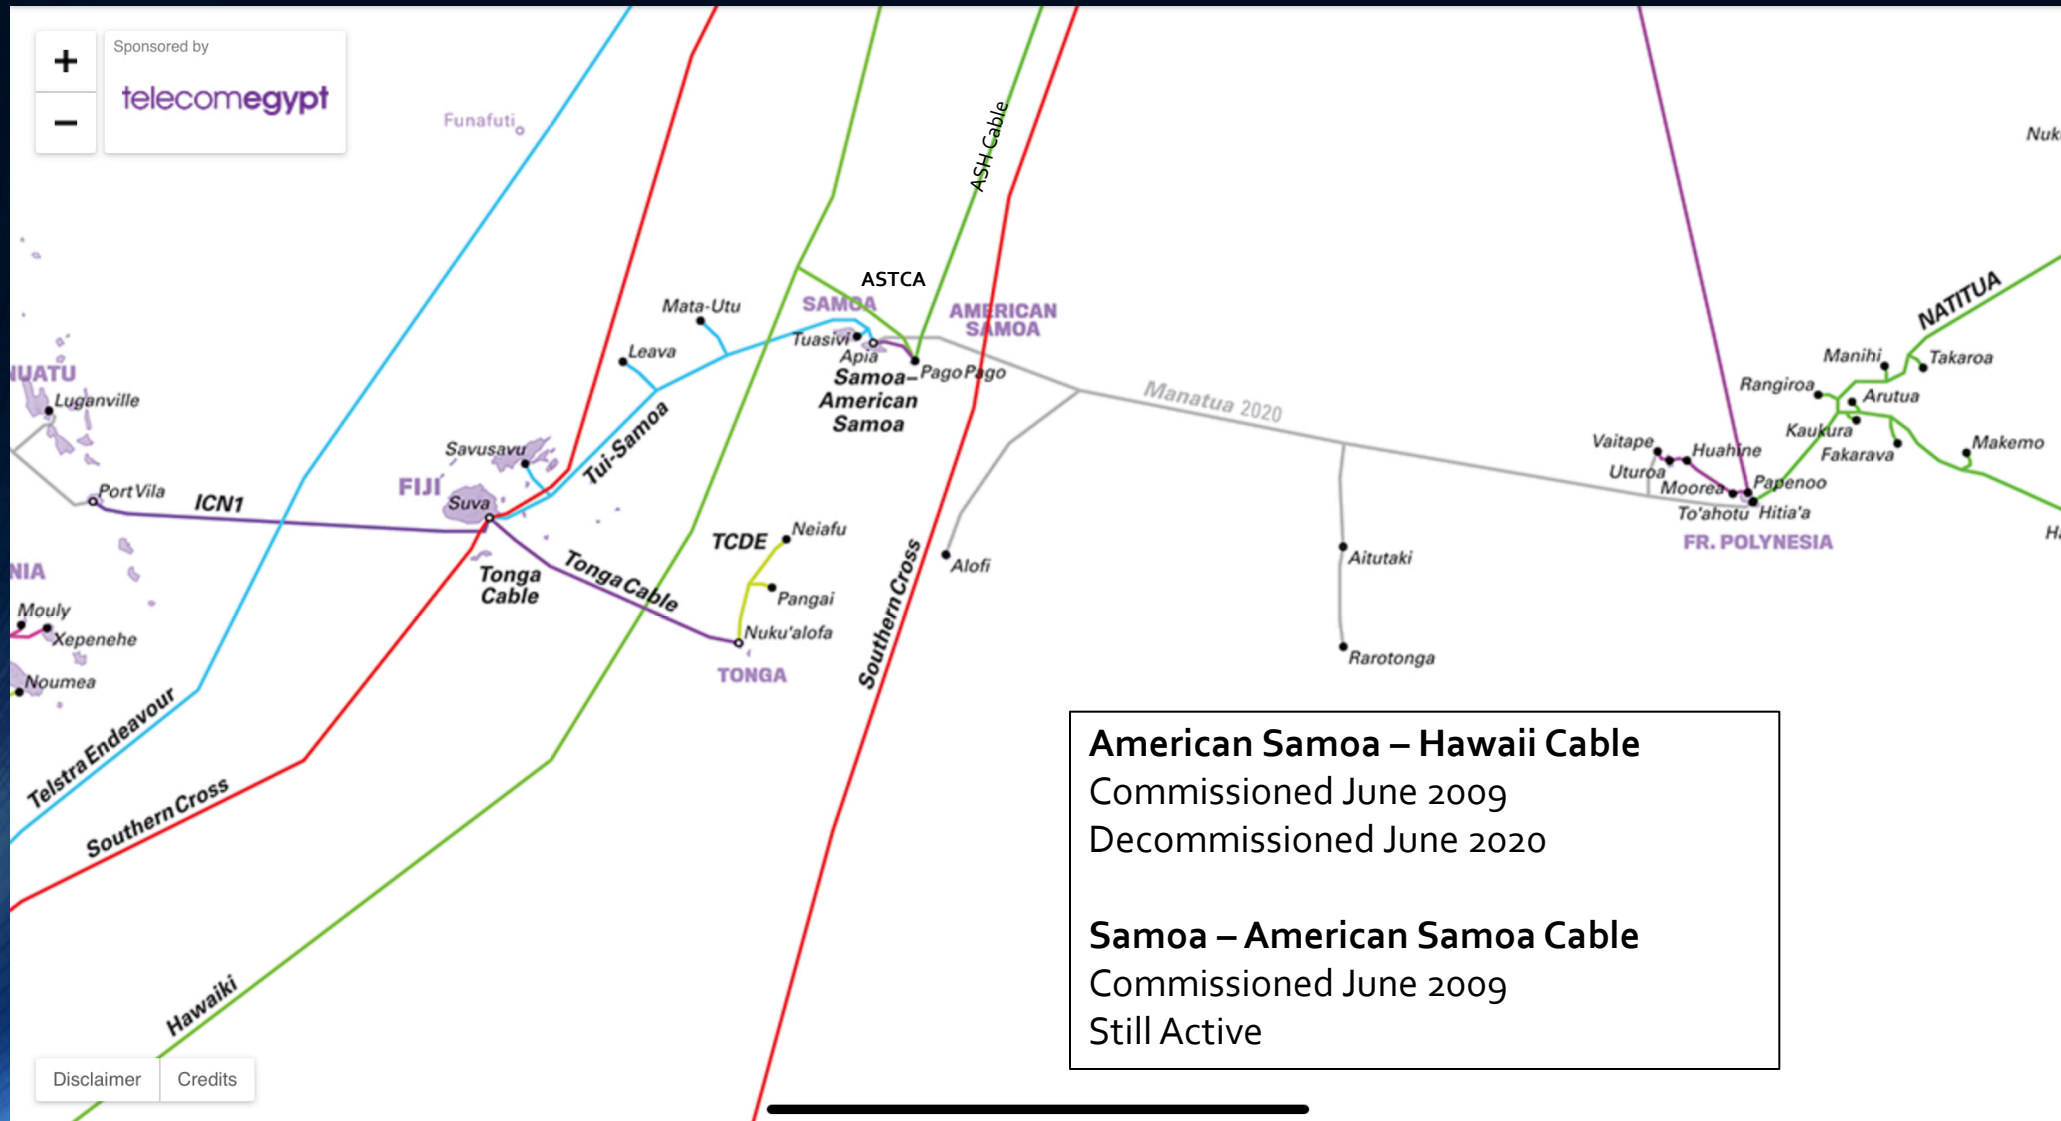 +
−
Sponsored by
telecomegypt
Funafuti
ASH Cable
ASTCA
SAMOA
AMERICAN
SAMOA
Mata-Utu
Leava
Tuasivi
Apia
Pago Pago
Samoa–
American
Samoa
Tui-Samoa
Savusavu
FIJI
Suva
Luganville
Port Vila
ICN1
Tonga
Cable
Tonga Cable
TCDE
Neiafu
Pangai
Nuku'alofa
TONGA
Southern Cross
Alofi
Manatua 2020
Aitutaki
Rarotonga
NATITUA
Manihi
Takaroa
Rangiroa
Arutua
Kaukura
Fakarava
Makemo
Vaitape
Huahine
Uturoa
Moorea
Papenoo
To'ahotu
Hitia'a
FR. POLYNESIA
Mouly
Xepenehe
Noumea
Telstra Endeavour
Southern Cross
Hawaiki
American Samoa – Hawaii Cable
Commissioned June 2009
Decommissioned June 2020
Samoa – American Samoa Cable
Commissioned June 2009
Still Active
Disclaimer
Credits